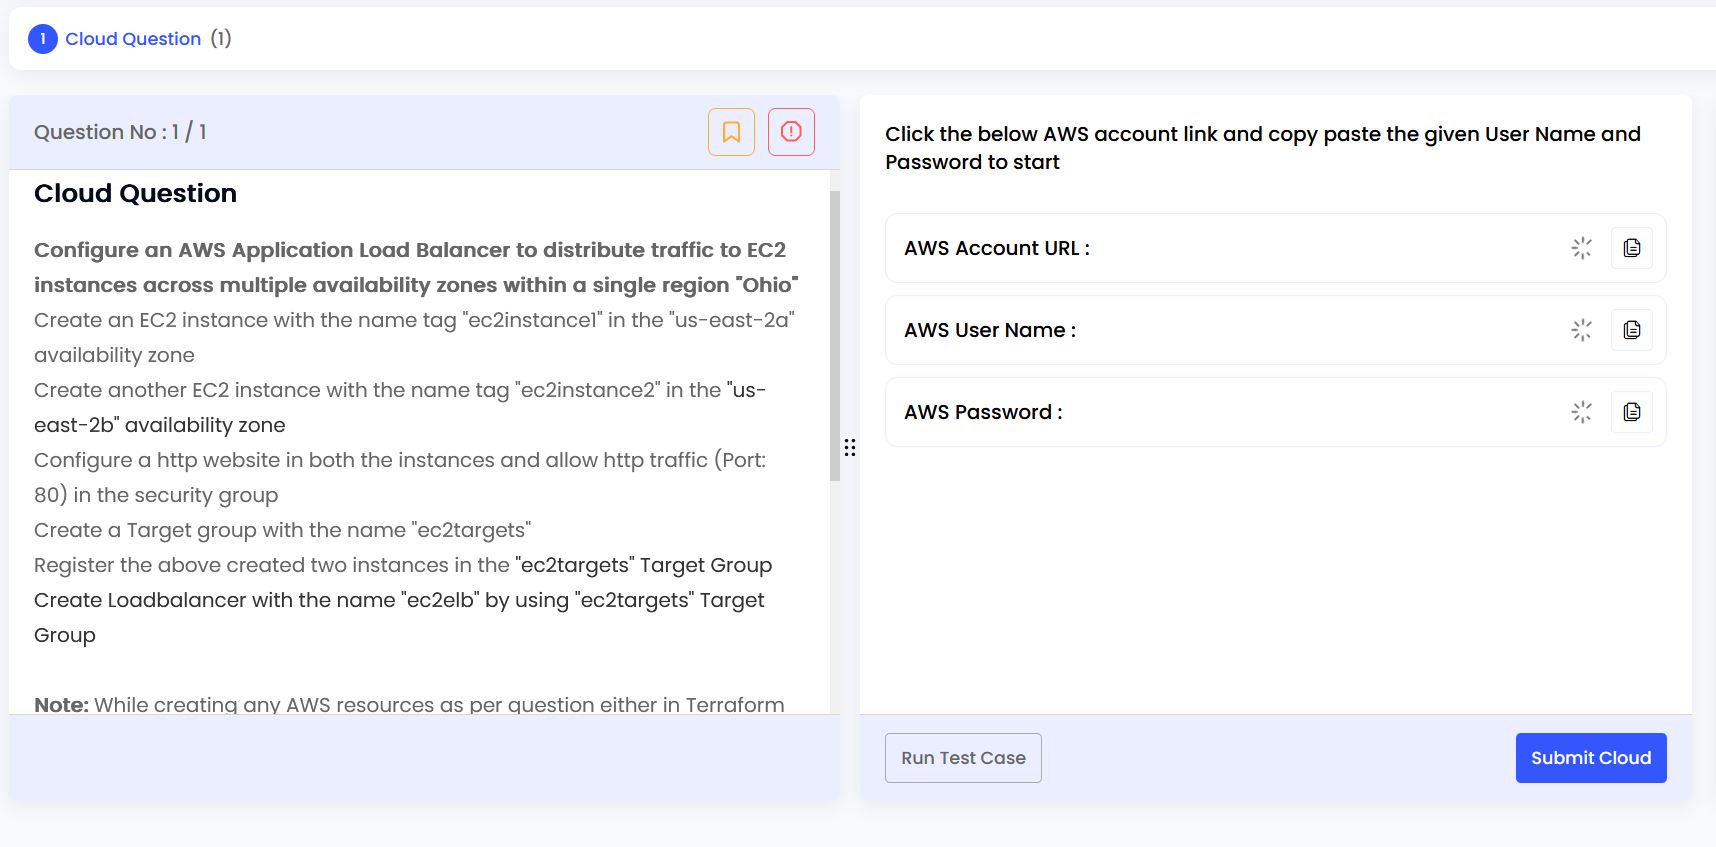 1 Cloud Question (1)
Question No : 1 / 1
Cloud Question
Configure an AWS Application Load Balancer to distribute traffic to EC2
instances across multiple availability zones within a single region "Ohio"
Create an EC2 instance with the name tag "ec2instance1" in the "us-east-2a"
availability zone
Create another EC2 instance with the name tag "ec2instance2" in the "us-
east-2b" availability zone
Configure a http website in both the instances and allow http traffic (Port:
80) in the security group
Create a Target group with the name "ec2targets"
Register the above created two instances in the "ec2targets" Target Group
Create Loadbalancer with the name "ec2elb" by using "ec2targets" Target
Group
Note: While creating any AWS resources as per question either in Terraform
Click the below AWS account link and copy paste the given User Name and
Password to start
AWS Account URL :
AWS User Name :
AWS Password :
Run Test Case
Submit Cloud